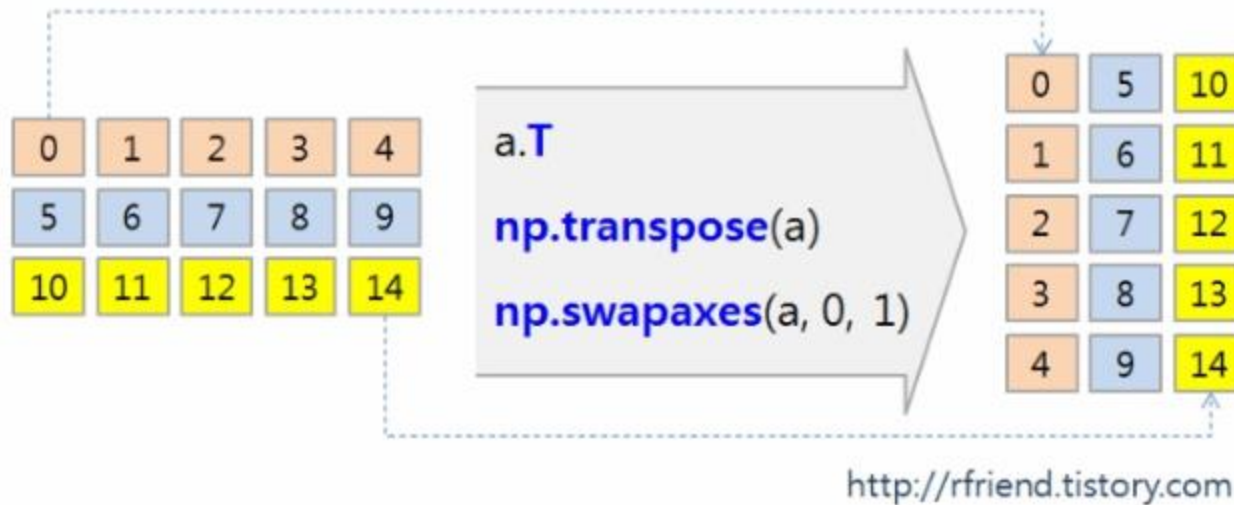 0 1 2 3 4
5 6 7 8 9
10 11 12 13 14
a.T
np.transpose(a)
np.swapaxes(a, 0, 1)
0 5 10
1 6 11
2 7 12
3 8 13
4 9 14
http://rfriend.tistory.com